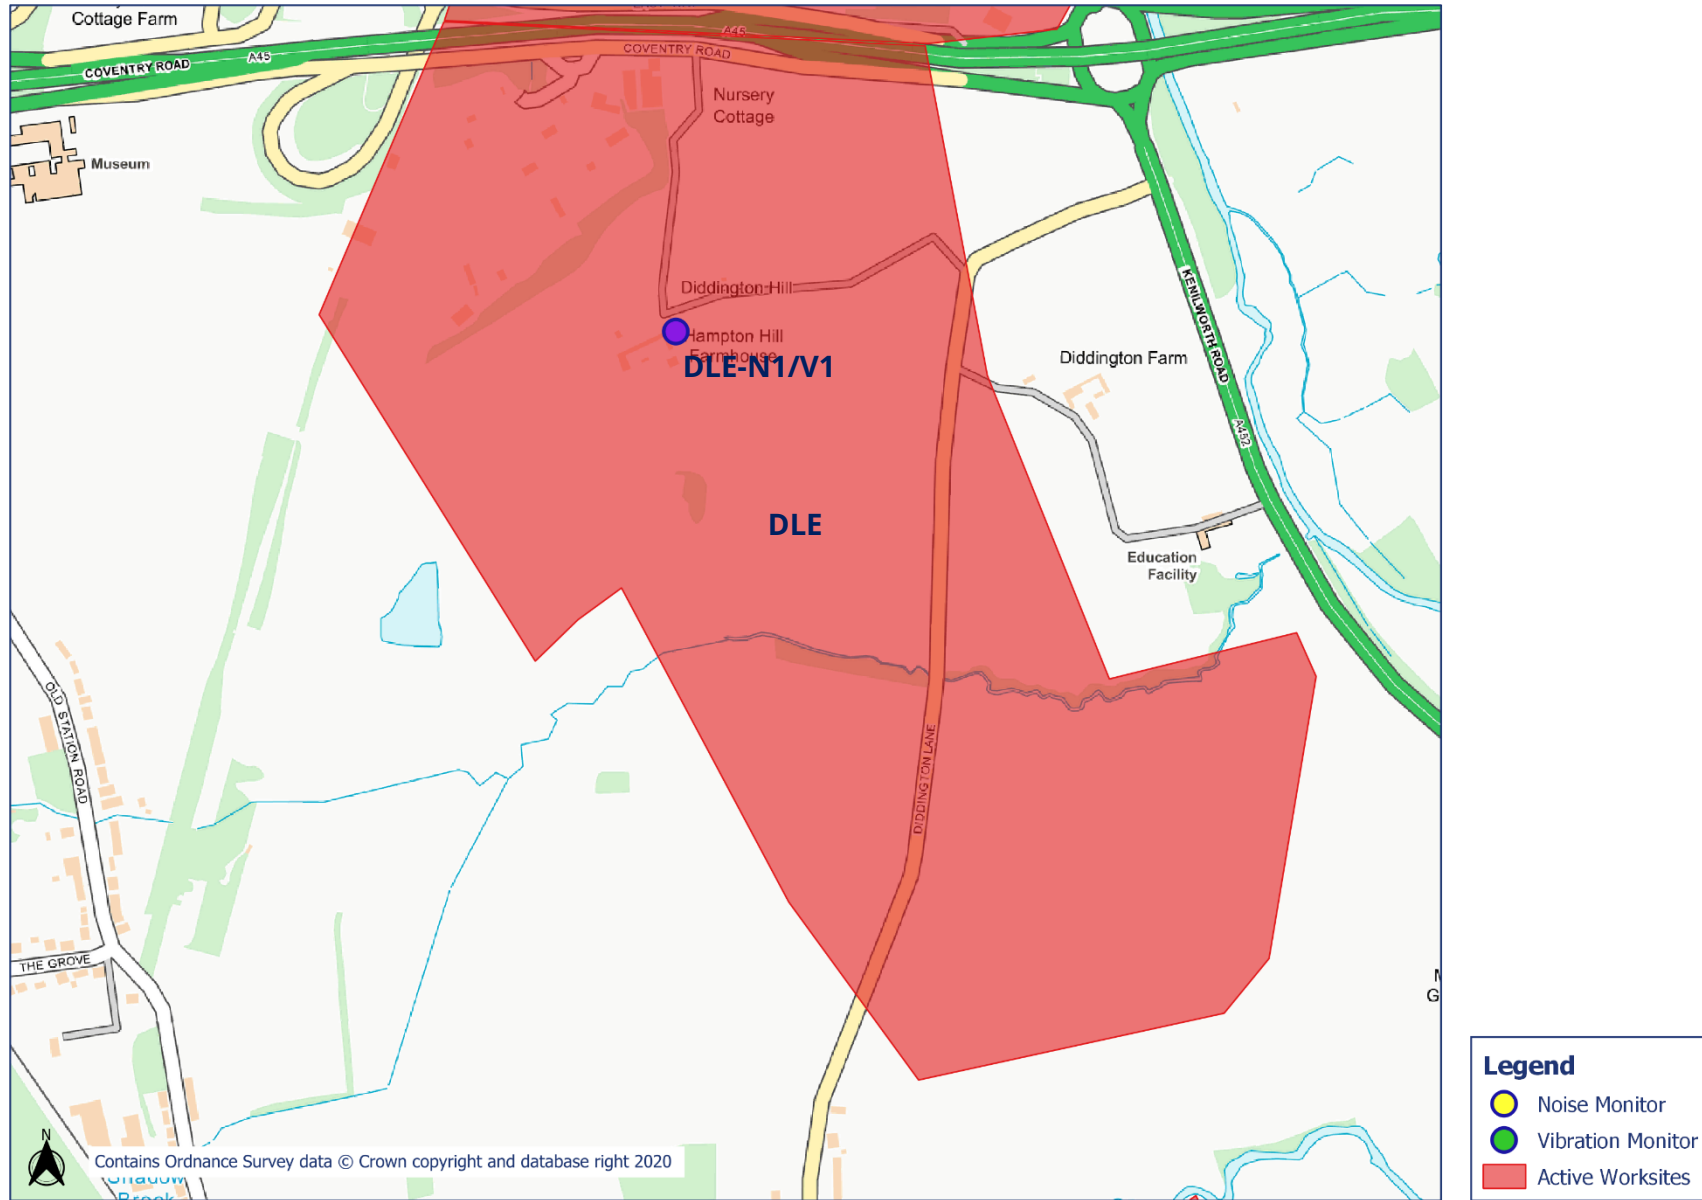 Cottage Farm
COVENTRY ROAD
A45
A45
COVENTRY ROAD
Nursery
Cottage
Museum
KENILWORTH ROAD
A452
Diddington Hill
Hampton Hill
Farmhouse
DLE-N1/V1
Diddington Farm
DLE
Education
Facility
OLD STATION ROAD
DIDDINGTON LANE
THE GROVE
N
Contains Ordnance Survey data © Crown copyright and database right 2020
Shadow
Brook
Legend
Noise Monitor
Vibration Monitor
Active Worksites